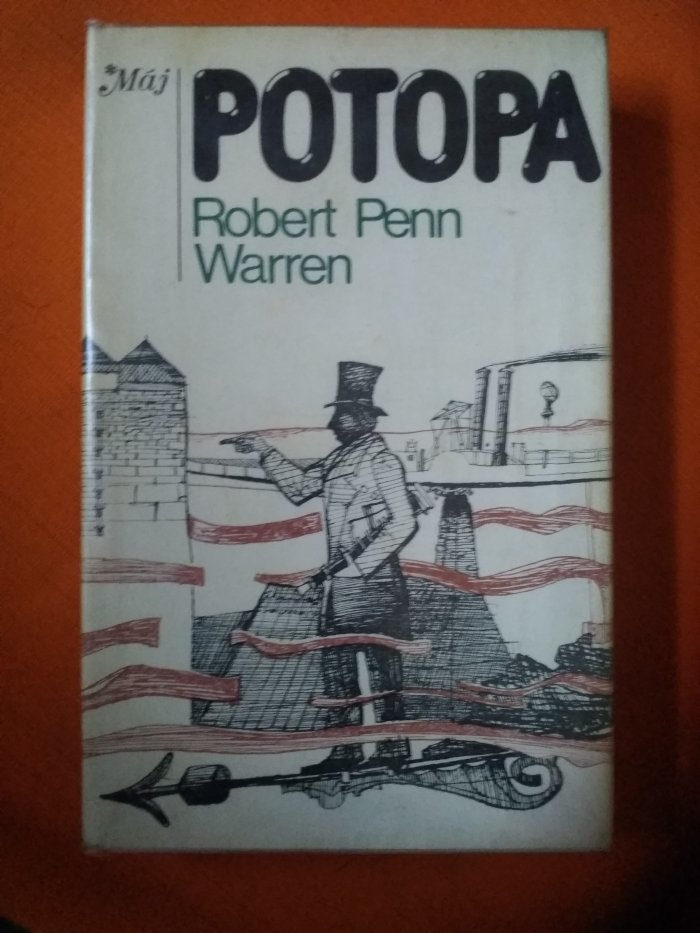 Máj
POTOPA
Robert Penn
Warren